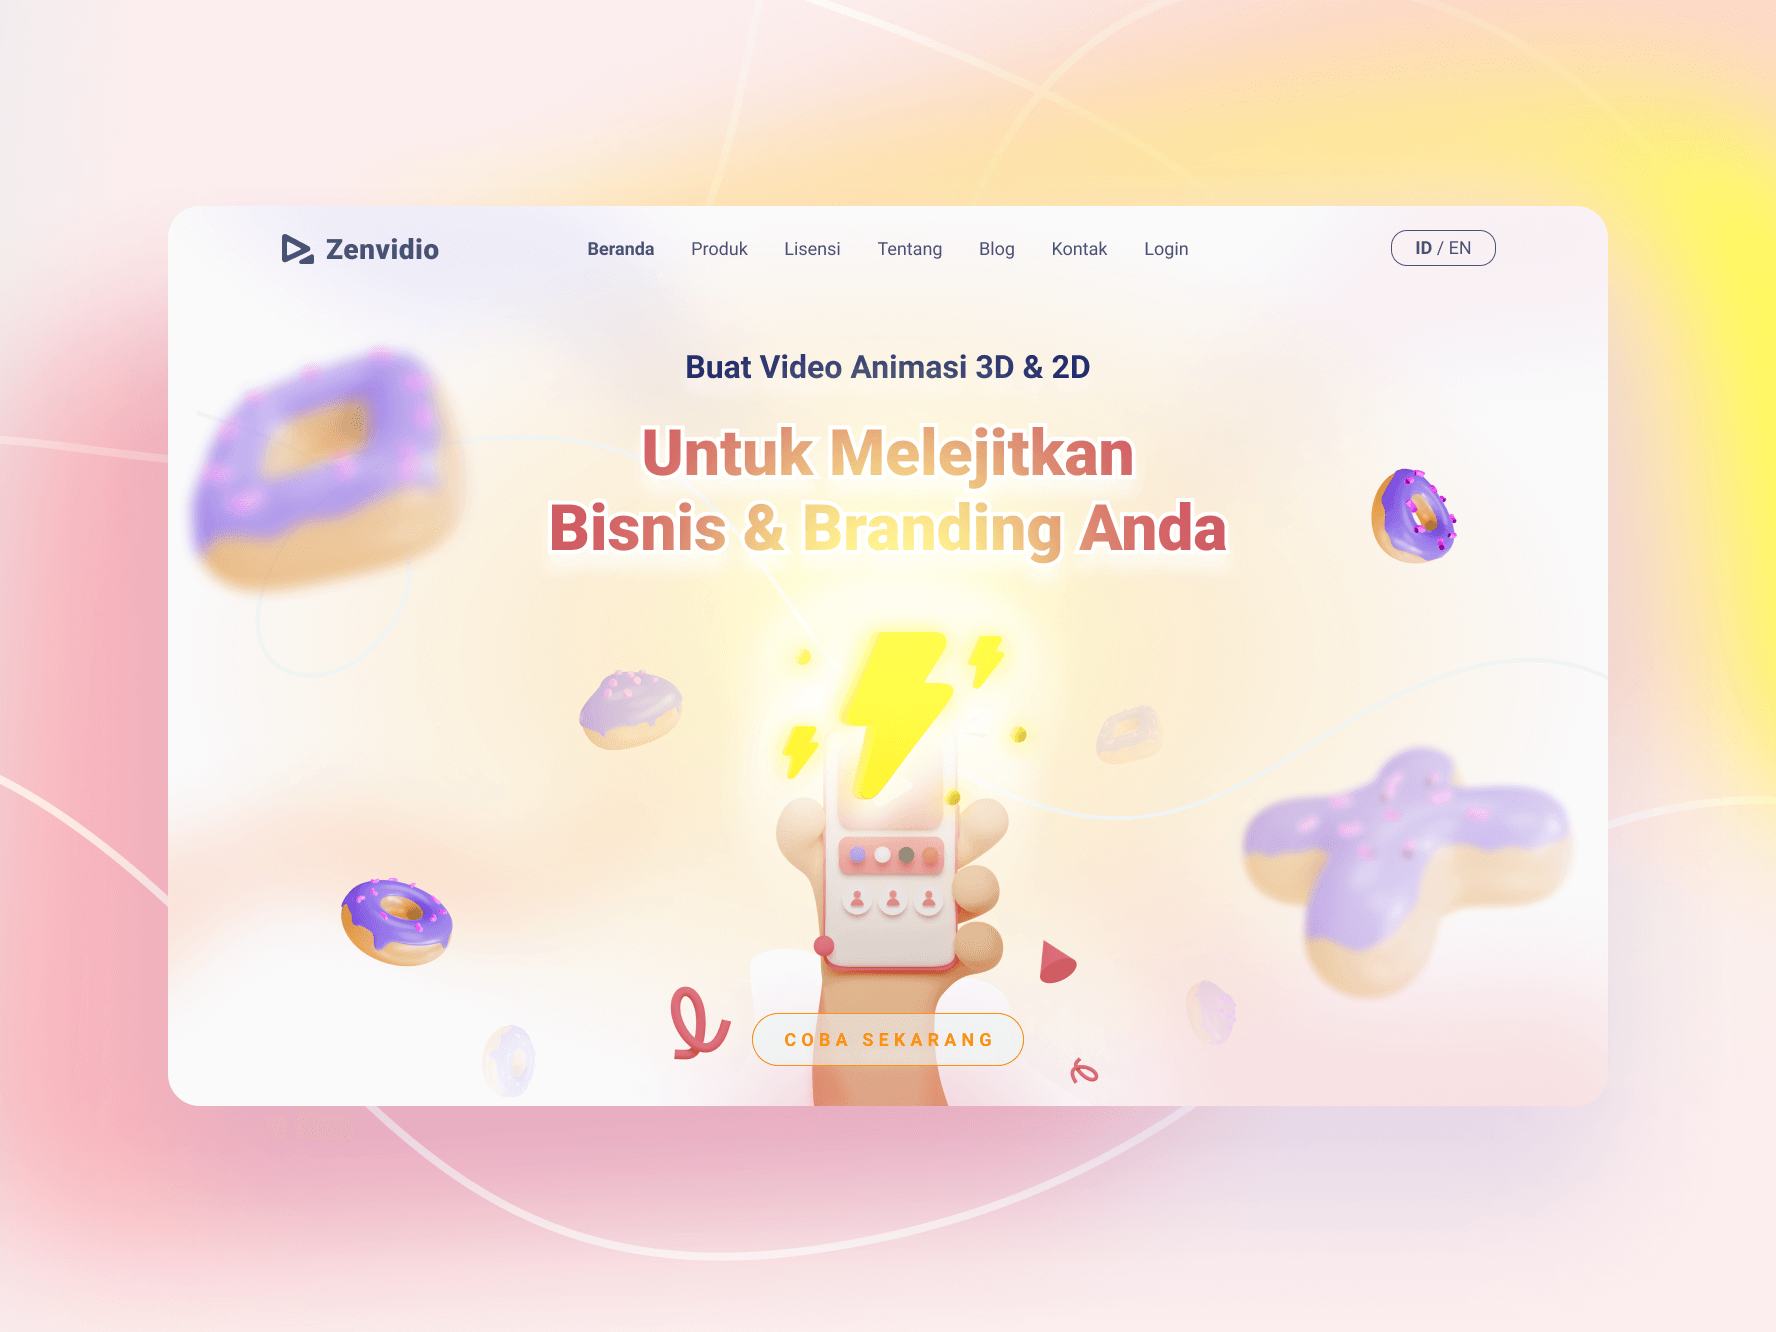 Zenvidio
Beranda Produk Lisensi Tentang Blog Kontak Login
ID / EN
Buat Video Animasi 3D & 2D
Untuk Melejitkan
Bisnis & Branding Anda
COBA SEKARANG